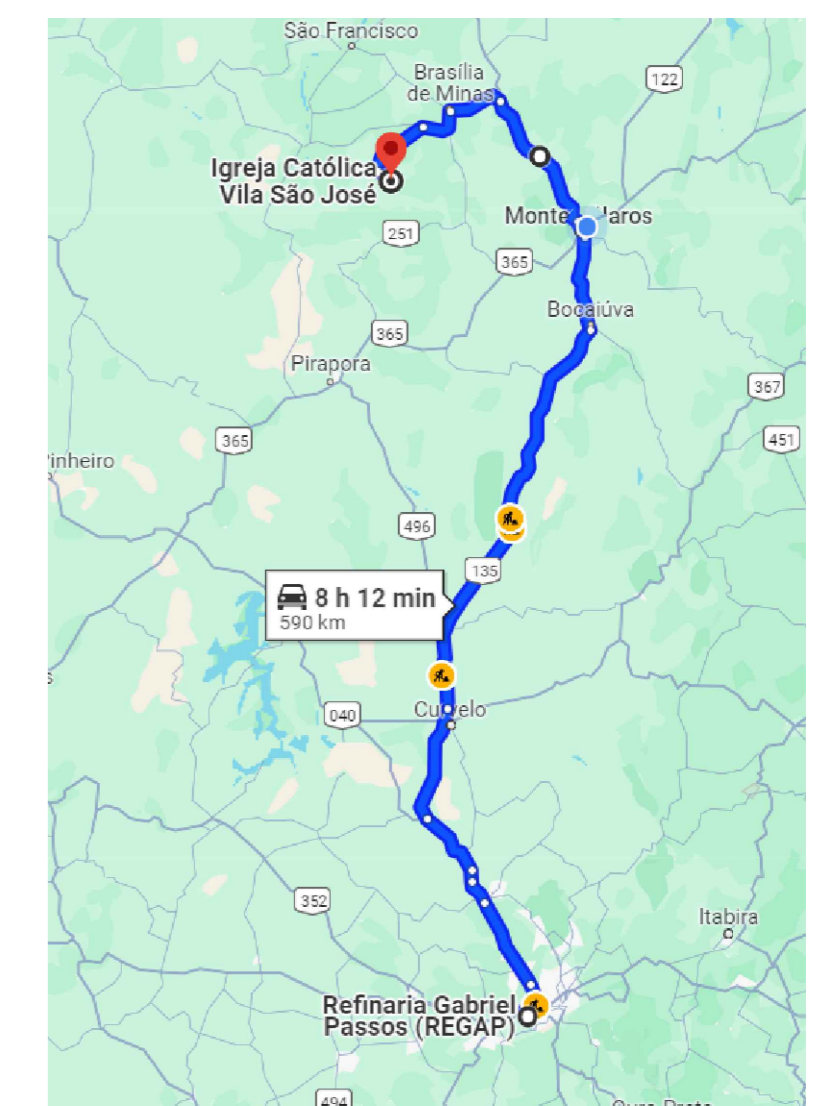 São Francisco
Brasília
de Minas
122
Igreja Católica
Vila São José
Montes Claros
251
365
Bocaiúva
365
Pirapora
367
365
451
inheiro
496
135
8 h 12 min
590 km
Curvelo
040
352
Itabira
Refinaria Gabriel
Passos (REGAP)
494